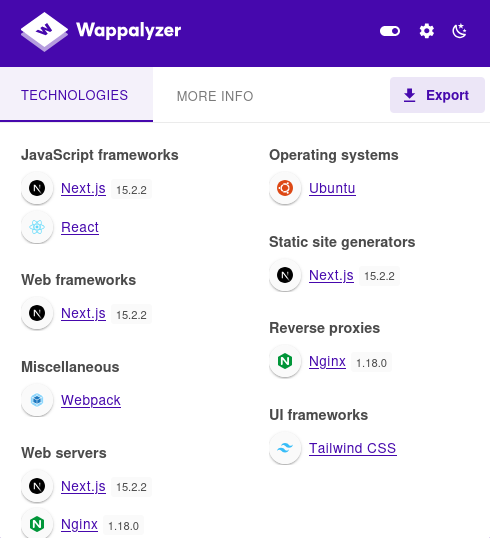 Wappalyzer
TECHNOLOGIES
MORE INFO
Export
JavaScript frameworks
Next.js 15.2.2
React
Web frameworks
Next.js 15.2.2
Miscellaneous
Webpack
Web servers
Next.js 15.2.2
Nginx 1.18.0
Operating systems
Ubuntu
Static site generators
Next.js 15.2.2
Reverse proxies
Nginx 1.18.0
UI frameworks
Tailwind CSS